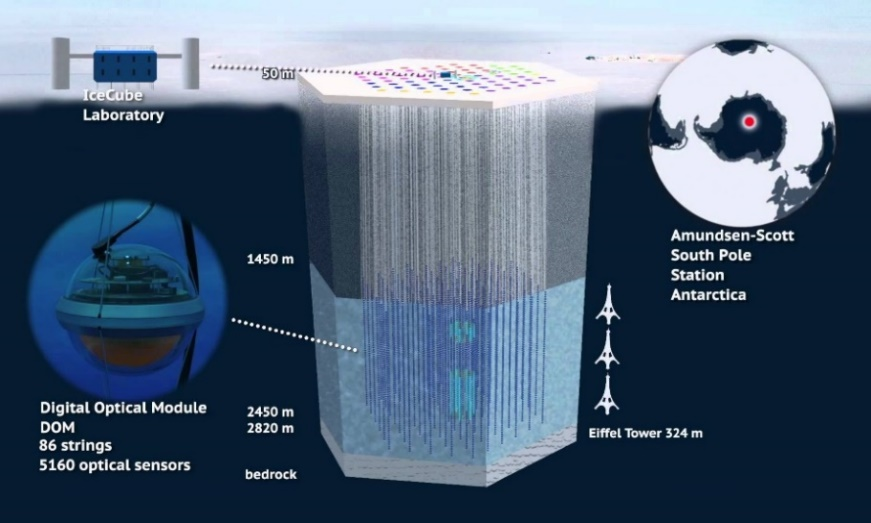 50 m
IceCube
Laboratory
Amundsen-Scott
South Pole
Station
Antarctica
1450 m
Digital Optical Module
DOM
86 strings
5160 optical sensors
2450 m
2820 m
Eiffel Tower 324 m
bedrock